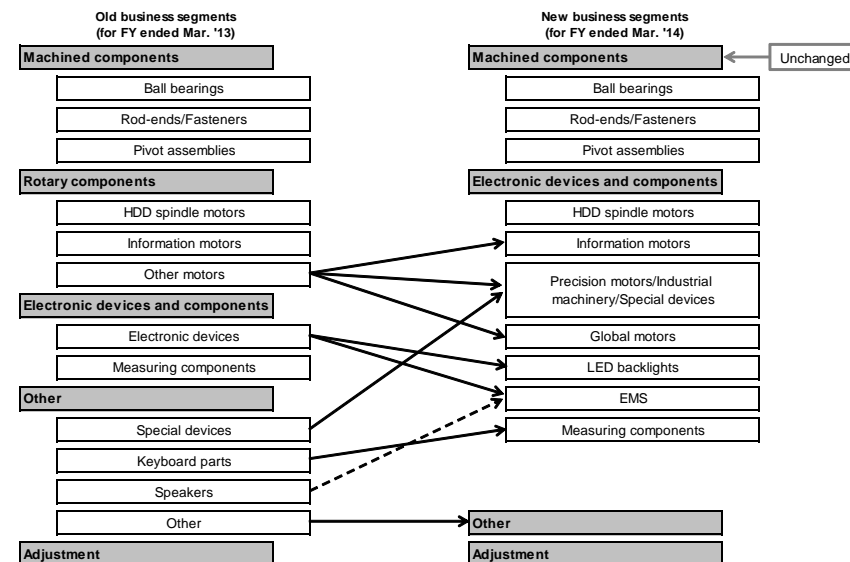 Old business segments
(for FY ended Mar. '13)
Machined components
Ball bearings
Rod-ends/Fasteners
Pivot assemblies
Rotary components
HDD spindle motors
Information motors
Other motors
Electronic devices and components
Electronic devices
Measuring components
Other
Special devices
Keyboard parts
Speakers
Other
Adjustment
New business segments
(for FY ended Mar. '14)
Machined components
Unchanged
Ball bearings
Rod-ends/Fasteners
Pivot assemblies
Electronic devices and components
HDD spindle motors
Information motors
Precision motors/Industrial
machinery/Special devices
Global motors
LED backlights
EMS
Measuring components
Other
Adjustment